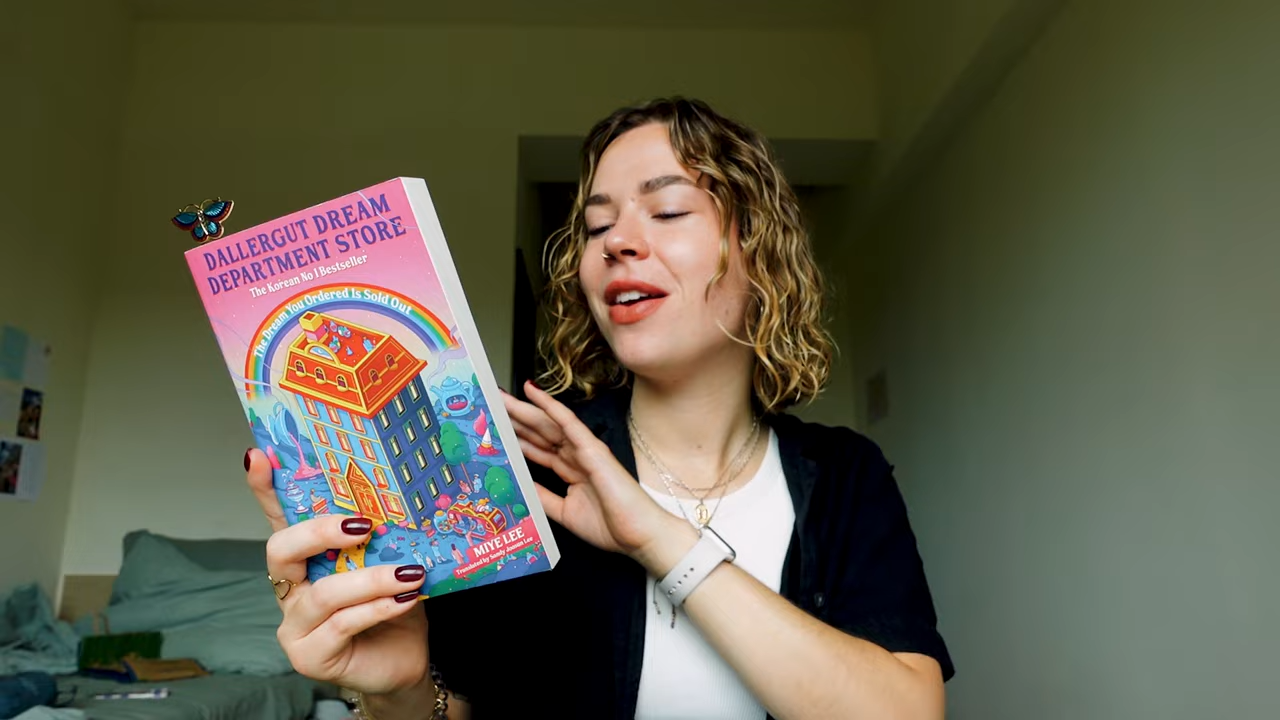 DALLERGUT DREAM
DEPARTMENT STORE
The Korean No 1 Bestseller
The Dream You Ordered Is Sold Out
MIYE LEE
Translated by Sandy Joosun Lee